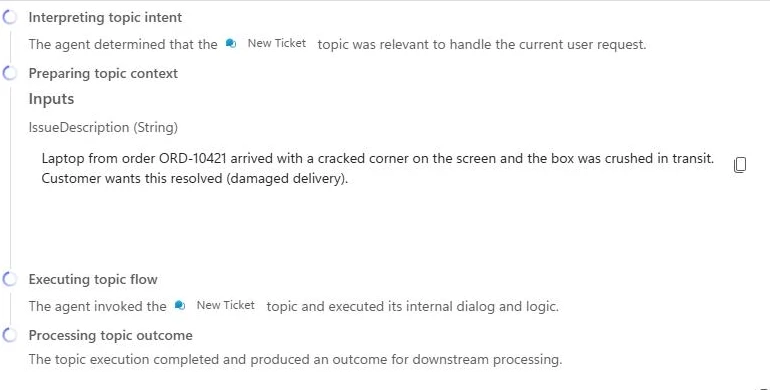 Interpreting topic intent
The agent determined that the New Ticket topic was relevant to handle the current user request.
Preparing topic context
Inputs
IssueDescription (String)
Laptop from order ORD-10421 arrived with a cracked corner on the screen and the box was crushed in transit.
Customer wants this resolved (damaged delivery).
Executing topic flow
The agent invoked the New Ticket topic and executed its internal dialog and logic.
Processing topic outcome
The topic execution completed and produced an outcome for downstream processing.